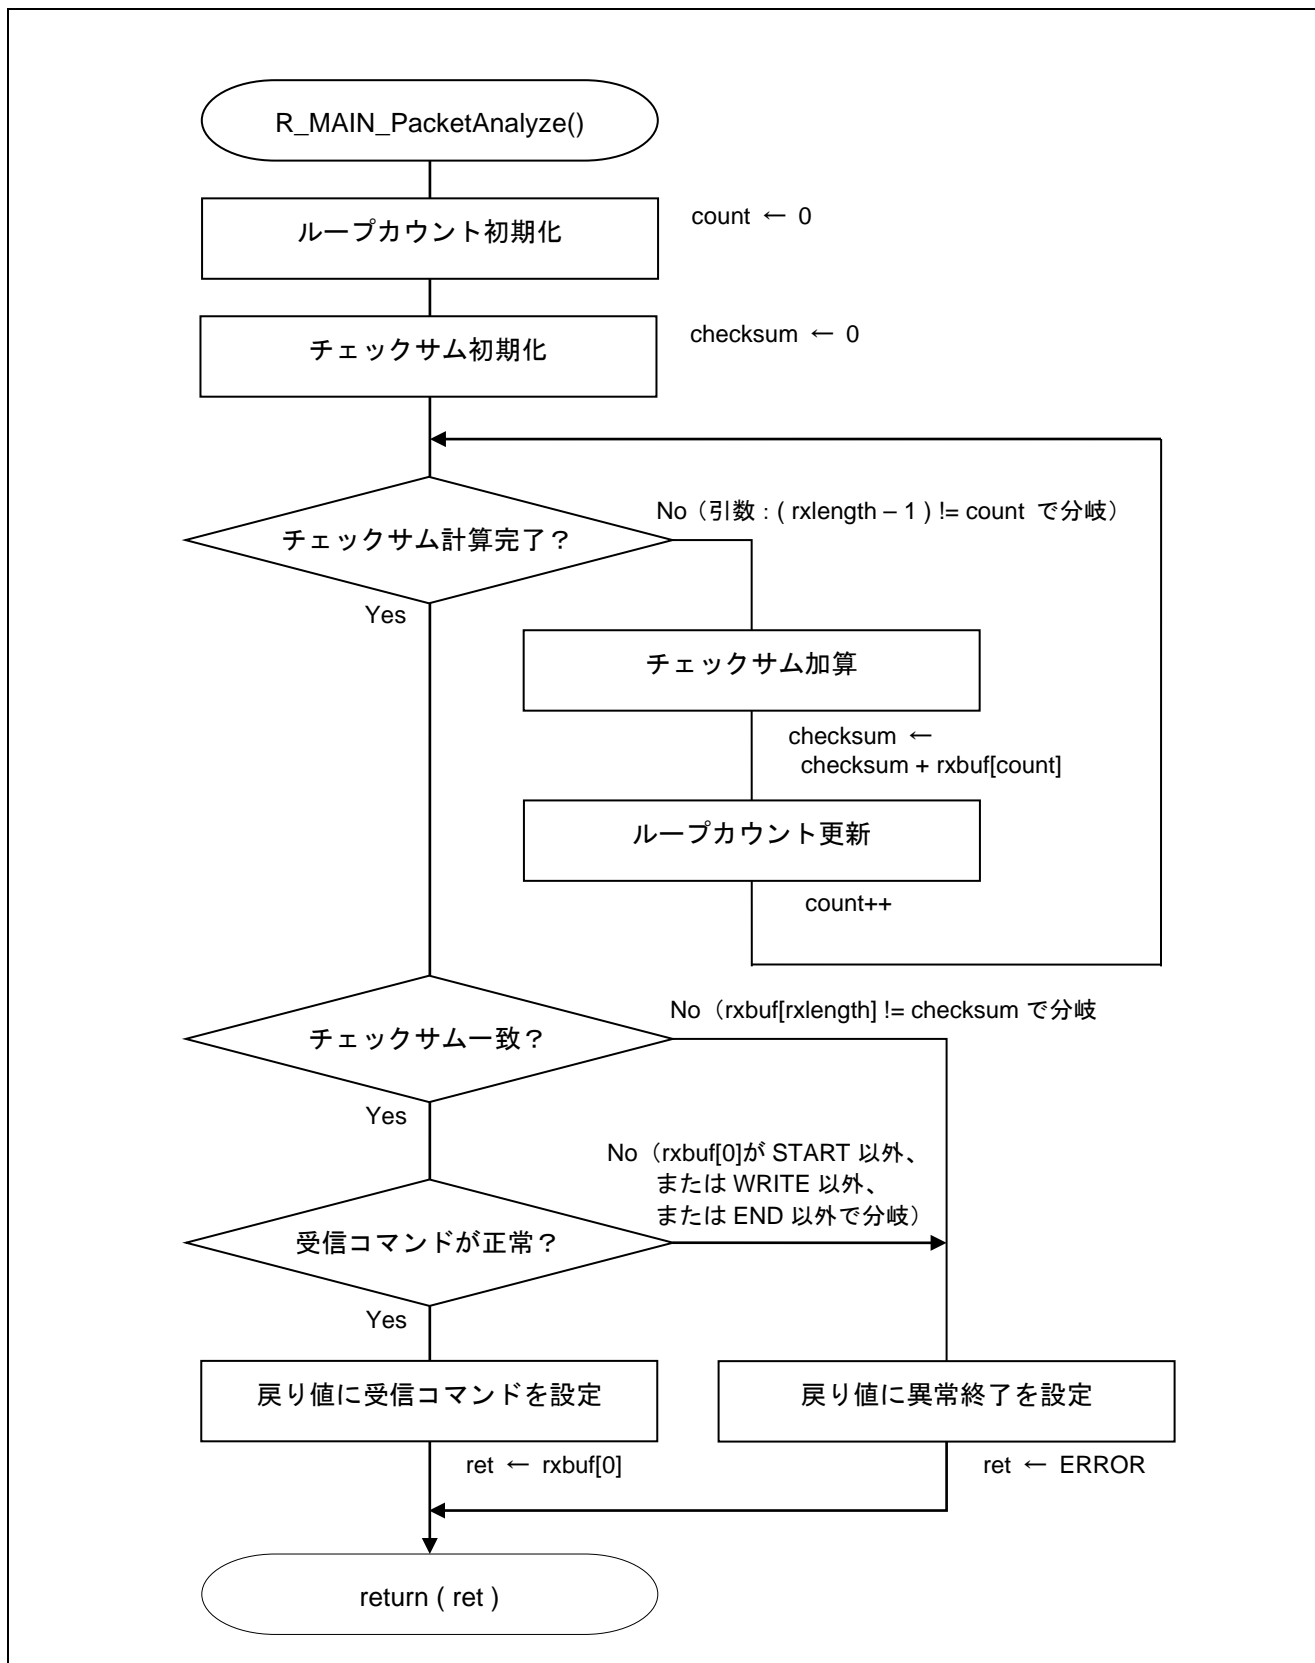 R_MAIN_PacketAnalyze()
ループカウント初期化
count ← 0
チェックサム初期化
checksum ← 0
No（引数：( rxlength – 1 ) != count で分岐）
チェックサム計算完了？
Yes
チェックサム加算
checksum ←
checksum + rxbuf[count]
ループカウント更新
count++
No（rxbuf[rxlength] != checksum で分岐
チェックサム一致？
Yes
No（rxbuf[0]が START 以外、
または WRITE 以外、
または END 以外で分岐）
受信コマンドが正常？
Yes
戻り値に受信コマンドを設定
戻り値に異常終了を設定
ret ← rxbuf[0]
ret ← ERROR
return ( ret )